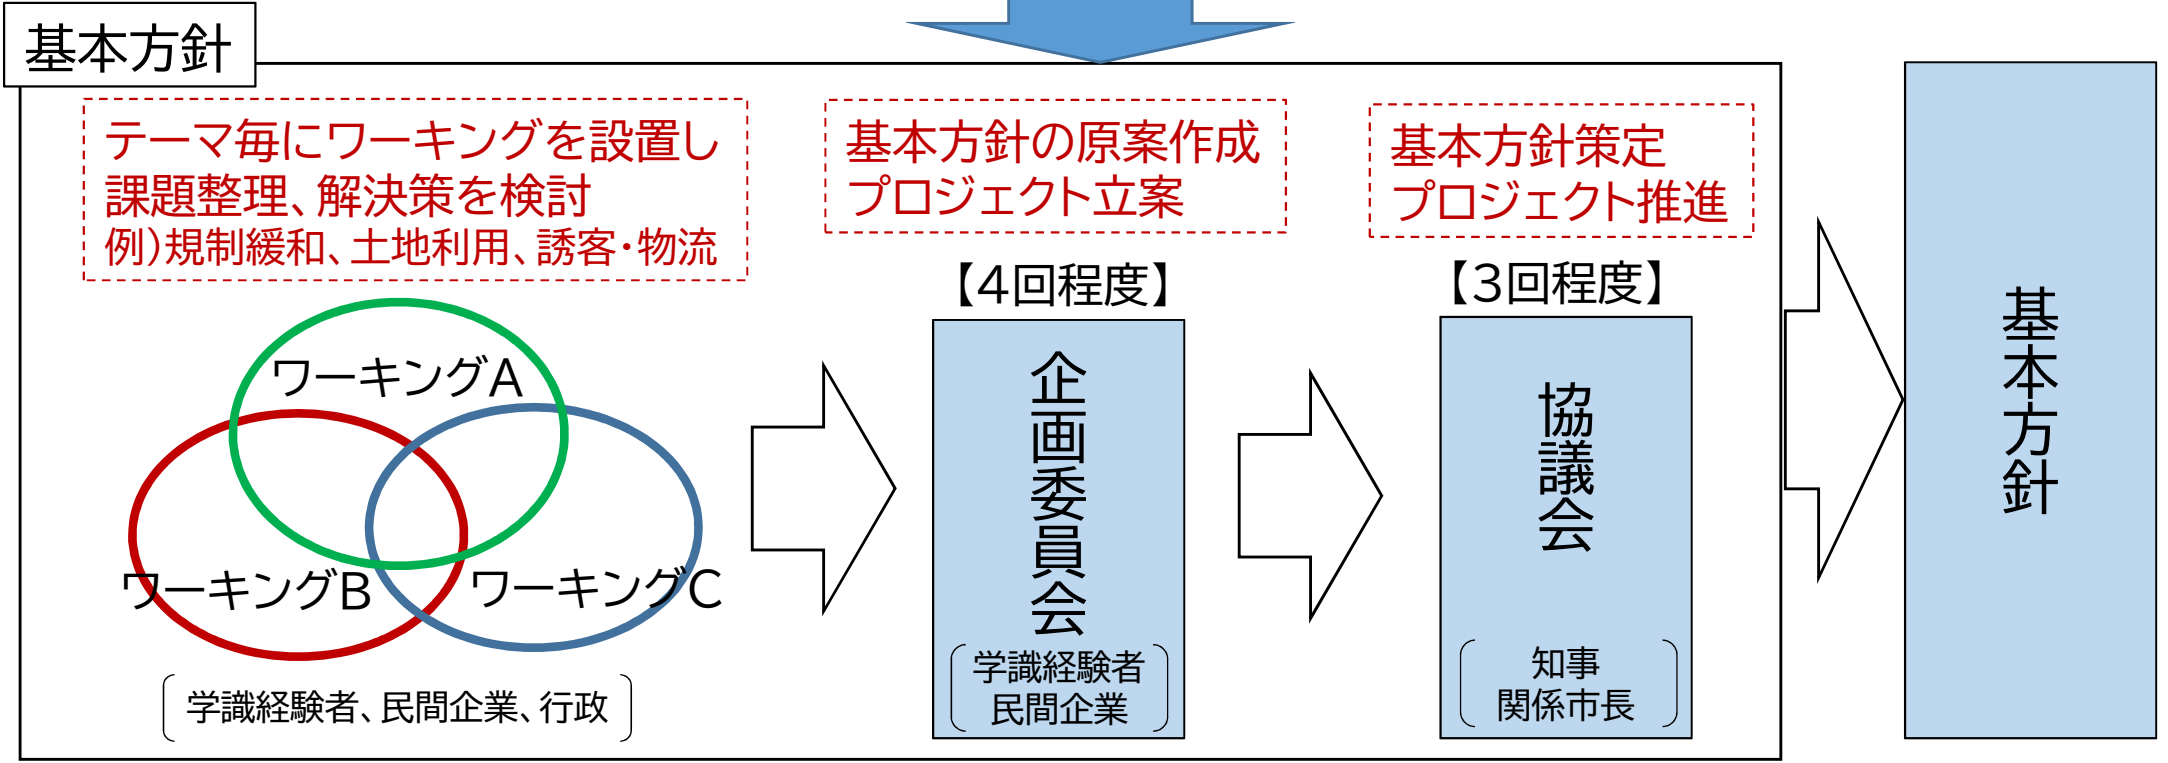 基本方針
テーマ毎にワーキングを設置し
課題整理、解決策を検討
例）規制緩和、土地利用、誘客・物流
ワーキングA
ワーキングB
ワーキングC
学識経験者、民間企業、行政
基本方針の原案作成
プロジェクト立案
【４回程度】
企画委員会
学識経験者
民間企業
基本方針策定
プロジェクト推進
【３回程度】
協議会
知事
関係市長
基本方針